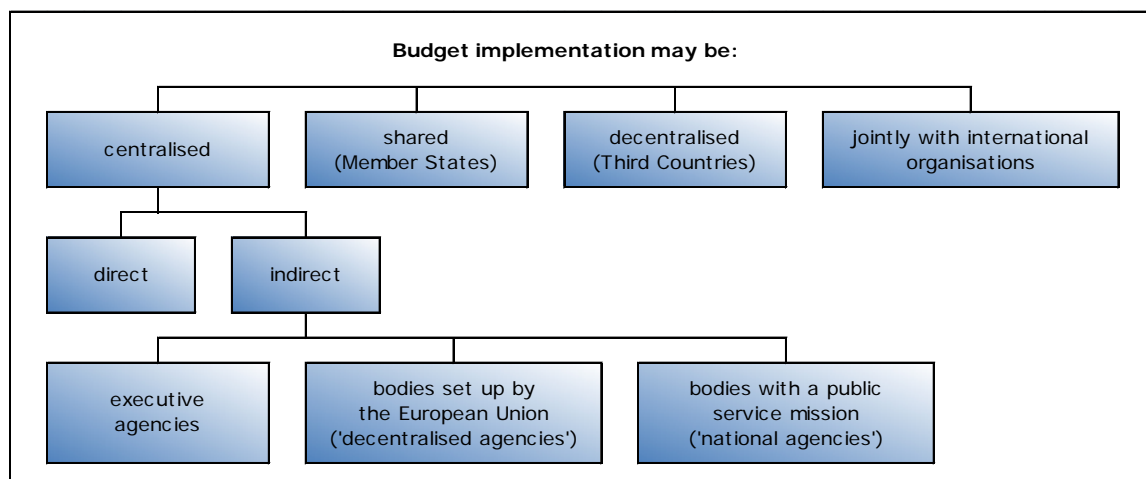 Budget implementation may be:
centralised
shared
(Member States)
decentralised
(Third Countries)
jointly with international
organisations
direct
indirect
executive
agencies
bodies set up by
the European Union
('decentralised agencies')
bodies with a public
service mission
('national agencies')